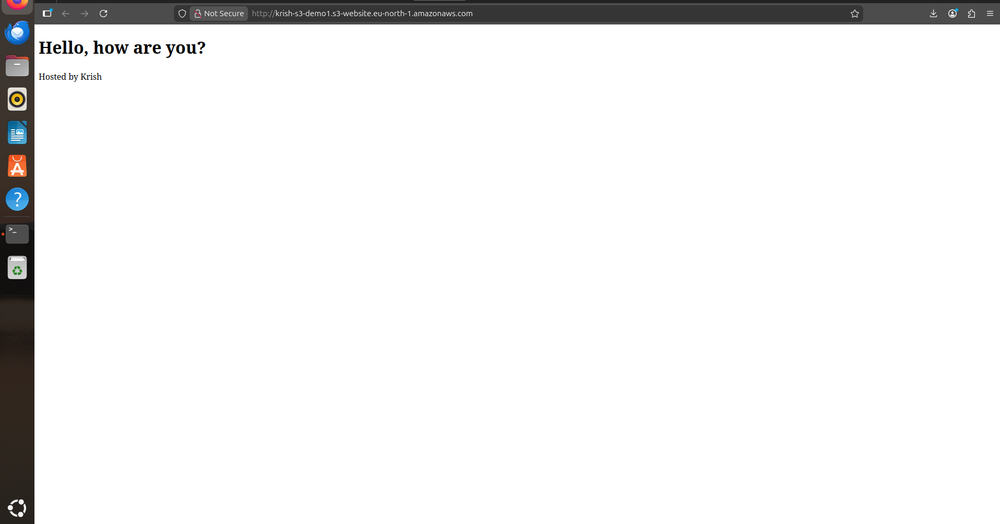 Not Secure http://krish-s3-demo1.s3-website.eu-north-1.amazonaws.com
Hello, how are you?
Hosted by Krish